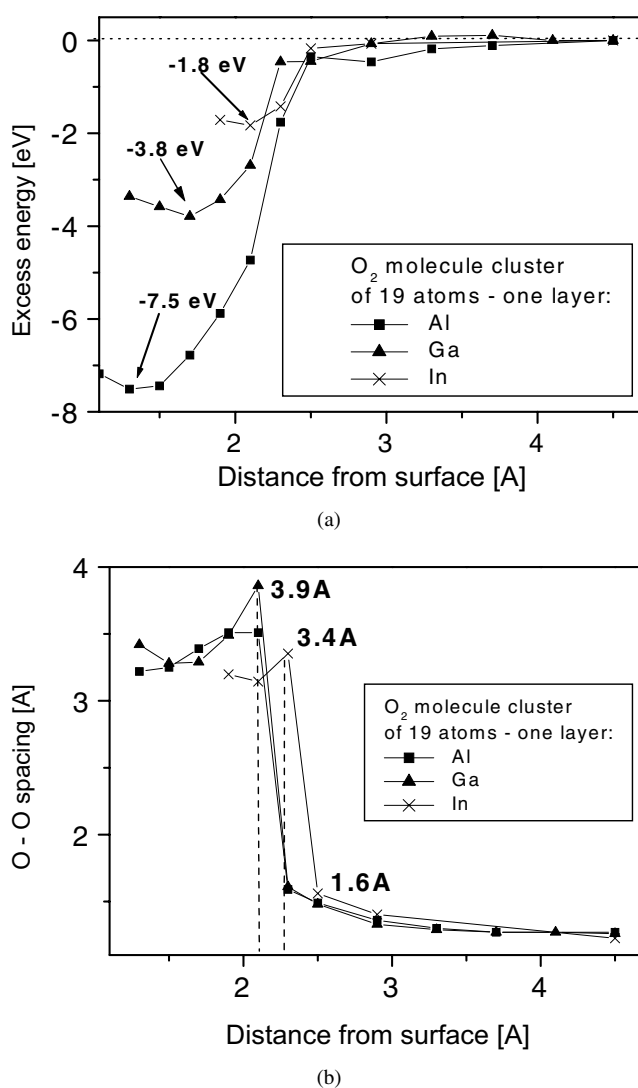 0
-2
-4
-6
-8
Excess energy [eV]
-1.8 eV
-3.8 eV
-7.5 eV
O2 molecule cluster
of 19 atoms - one layer:
Al
Ga
In
2 3 4
Distance from surface [A]
(a)
4
3
2
O - O spacing [A]
3.9A
3.4A
1.6A
O2 molecule cluster
of 19 atoms - one layer:
Al
Ga
In
2 3 4
Distance from surface [A]
(b)